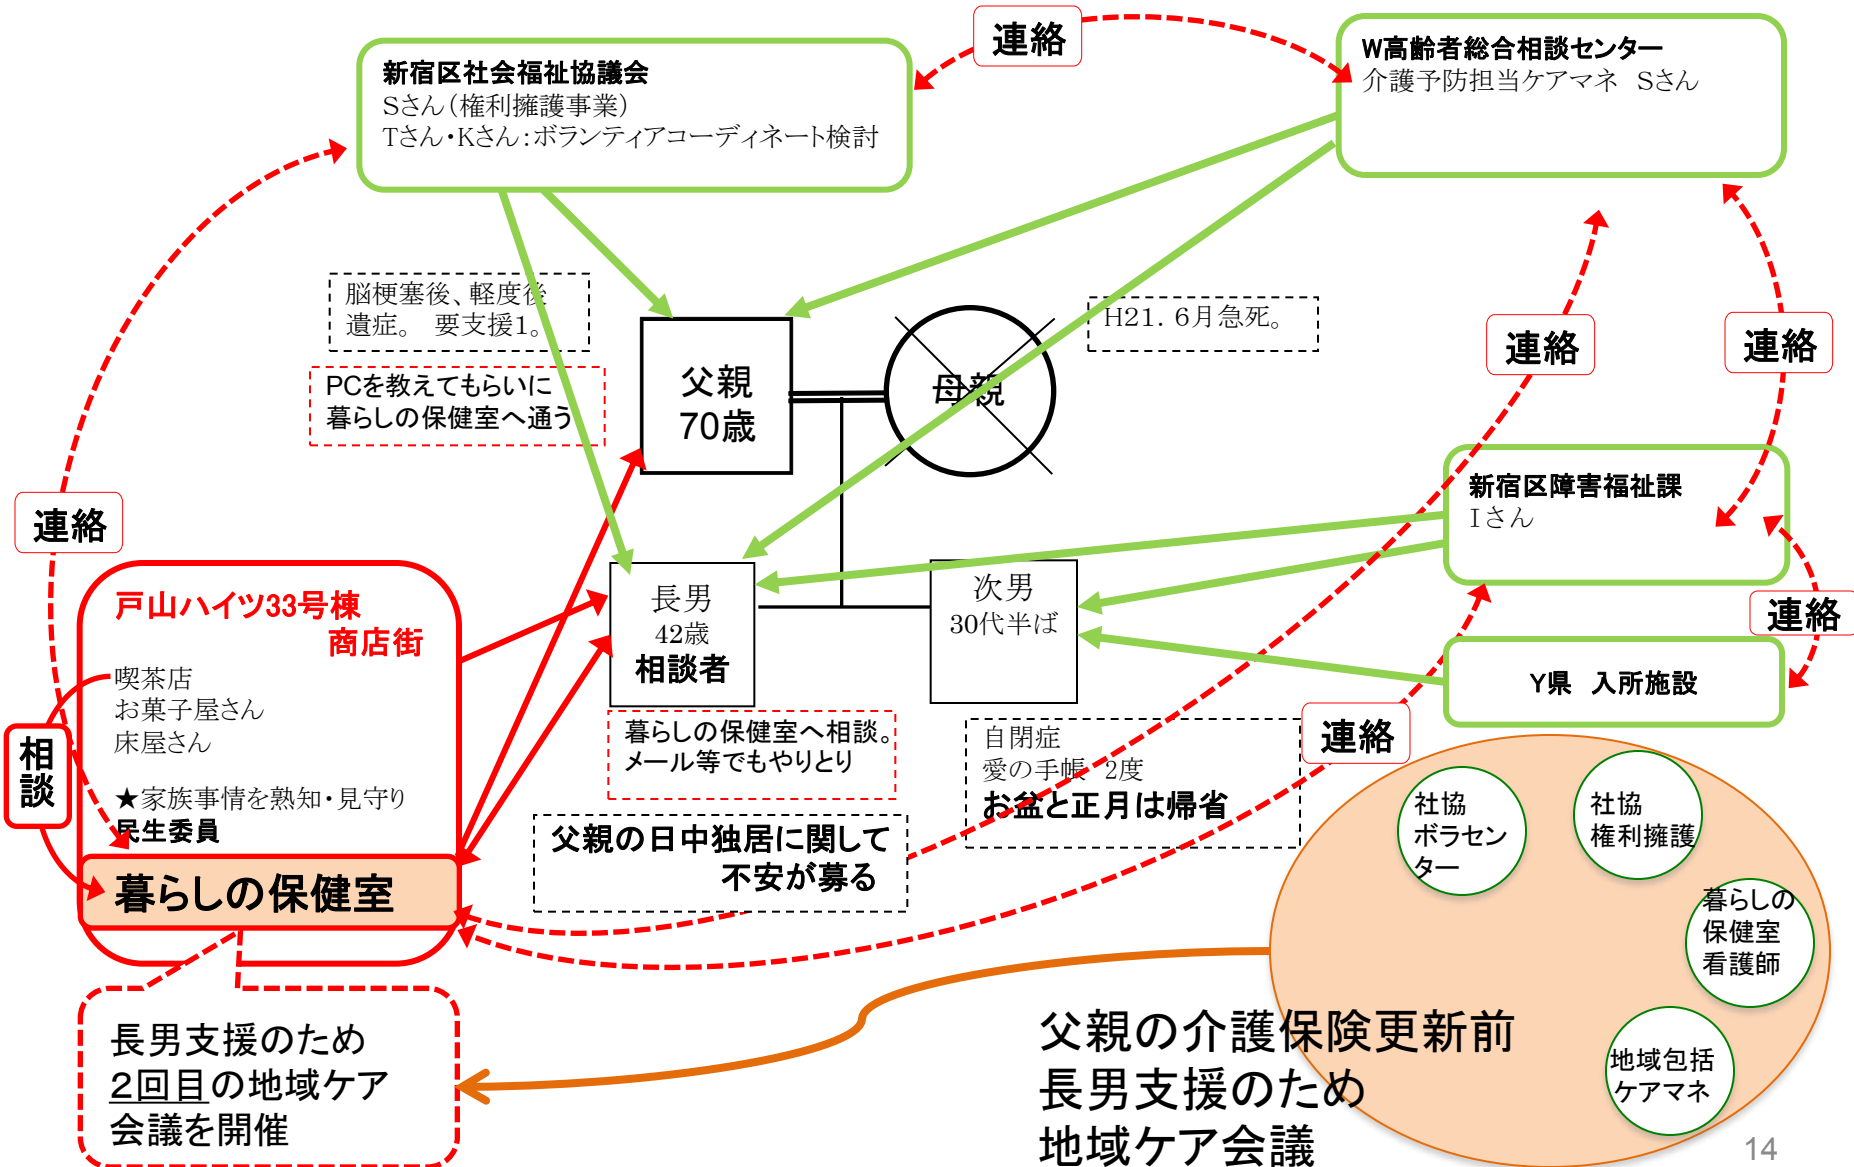 連絡
新宿区社会福祉協議会
Sさん（権利擁護事業）
Tさん・Kさん：ボランティアコーディネート検討
W高齢者総合相談センター
介護予防担当ケアマネ　Sさん
脳梗塞後、軽度後
遺症。　要支援1。
PCを教えてもらいに
暮らしの保健室へ通う
父親
70歳
母親
H21．6月急死。
連絡
連絡
連絡
新宿区障害福祉課
Iさん
連絡
長男
42歳
相談者
次男
30代半ば
Y県　入所施設
戸山ハイツ33号棟
商店街
喫茶店
お菓子屋さん
床屋さん
★家族事情を熟知・見守り
民生委員
相談
暮らしの保健室
暮らしの保健室へ相談。
メール等でもやりとり
自閉症
愛の手帳　2度
お盆と正月は帰省
連絡
父親の日中独居に関して
不安が募る
社協
ボラセン
ター
社協
権利擁護
暮らしの
保健室
看護師
地域包括
ケアマネ
長男支援のため
２回目の地域ケア
会議を開催
父親の介護保険更新前
長男支援のため
地域ケア会議
14